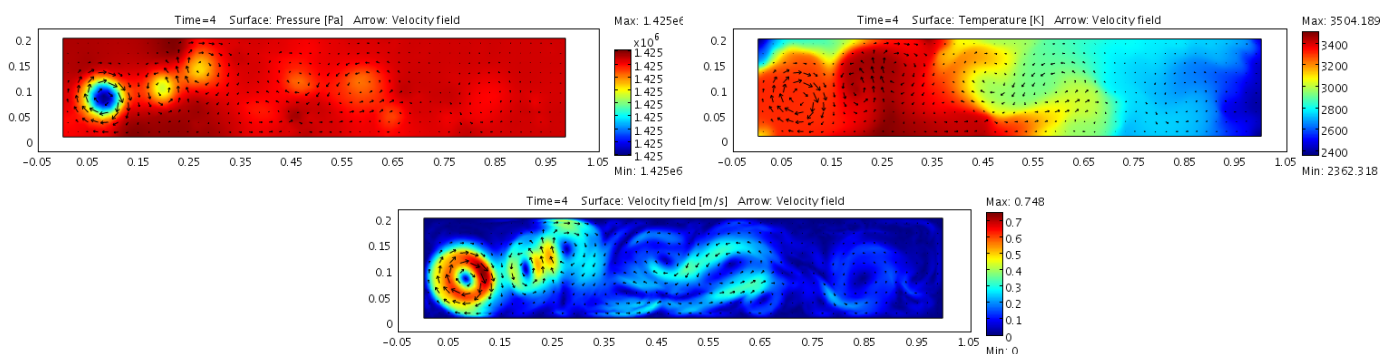 Time=4 Surface: Pressure [Pa] Arrow: Velocity field
Max: 1.425e6
x10^6
0.2
0.15
0.1
0.05
0
-0.05 0.05 0.15 0.25 0.35 0.45 0.55 0.65 0.75 0.85 0.95 1.05
1.425
1.425
1.425
1.425
1.425
1.425
1.425
Min: 1.425e6
Time=4 Surface: Temperature [K] Arrow: Velocity field
Max: 3504.189
0.2
0.15
0.1
0.05
0
-0.05 0.05 0.15 0.25 0.35 0.45 0.55 0.65 0.75 0.85 0.95 1.05
3400
3200
3000
2800
2600
2400
Min: 2362.318
Time=4 Surface: Velocity field [m/s] Arrow: Velocity field
Max: 0.748
0.2
0.15
0.1
0.05
0
-0.05 0.05 0.15 0.25 0.35 0.45 0.55 0.65 0.75 0.85 0.95 1.05
0.7
0.6
0.5
0.4
0.3
0.2
0.1
0
Min: 0